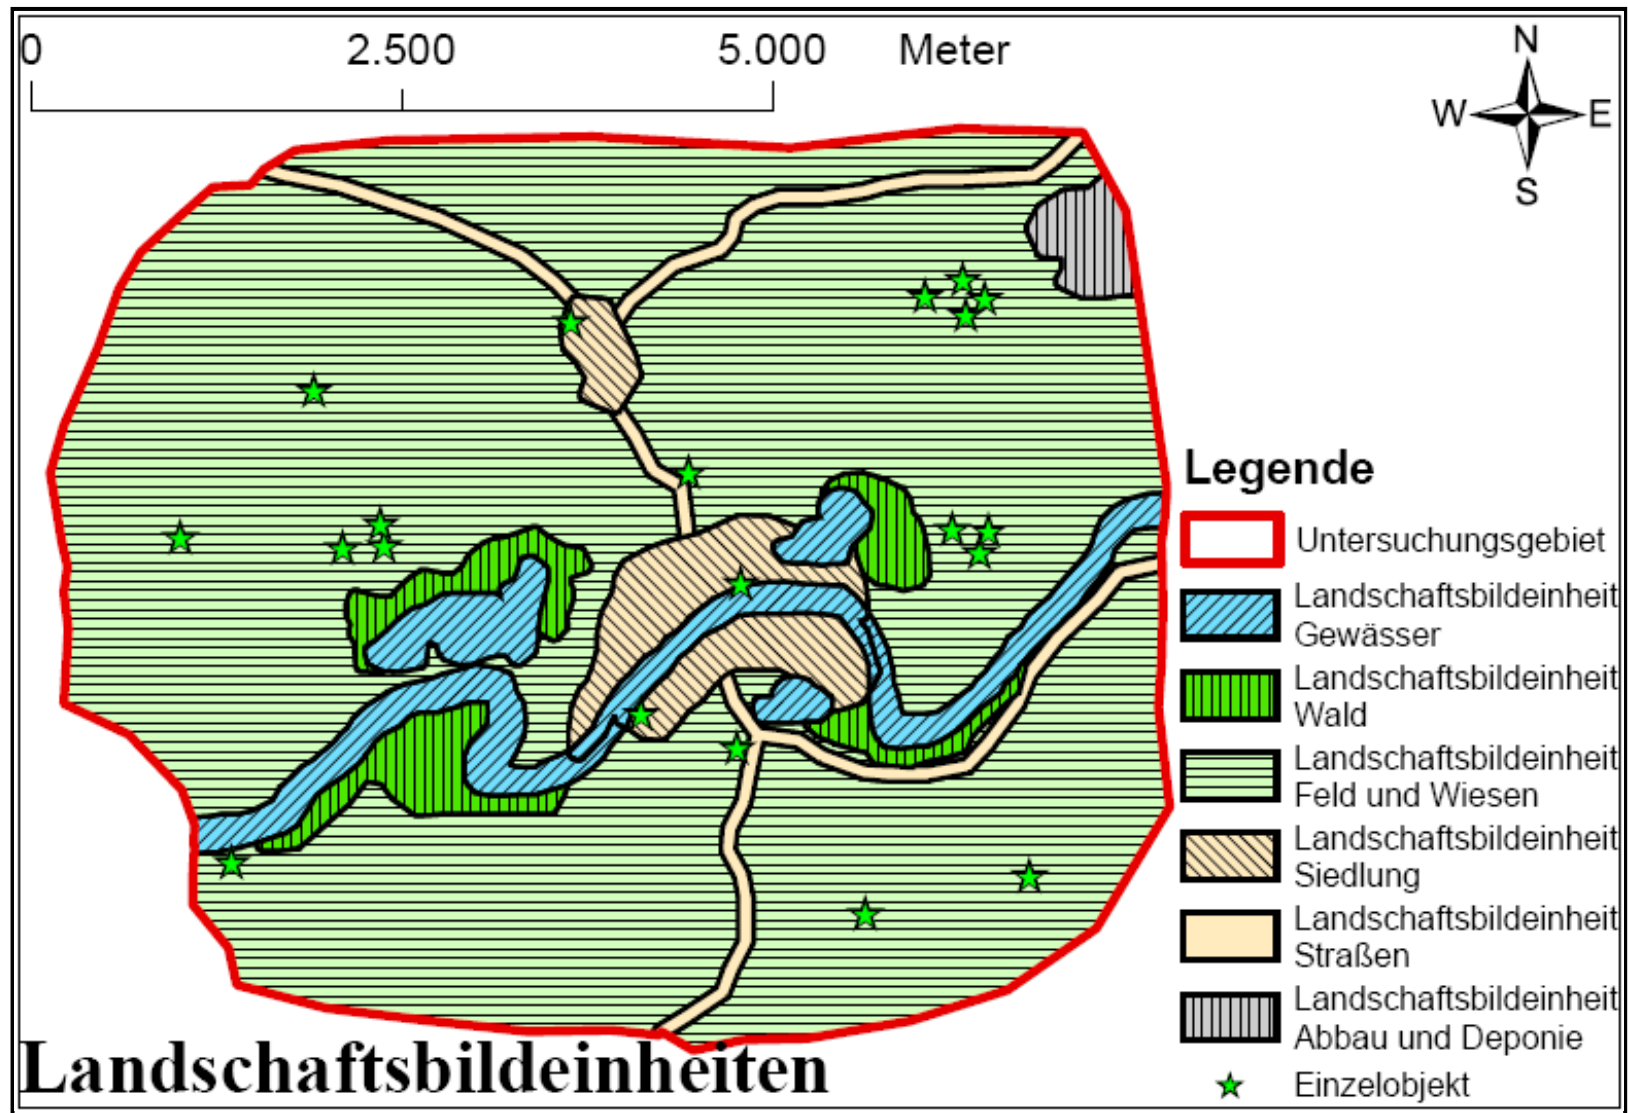 0 2.500 5.000 Meter
N
W E
S
Legende
Untersuchungsgebiet
Landschaftsbildeinheit
Gewässer
Landschaftsbildeinheit
Wald
Landschaftsbildeinheit
Feld und Wiesen
Landschaftsbildeinheit
Siedlung
Landschaftsbildeinheit
Straßen
Landschaftsbildeinheit
Abbau und Deponie
Einzelobjekt
Landschaftsbildeinheiten